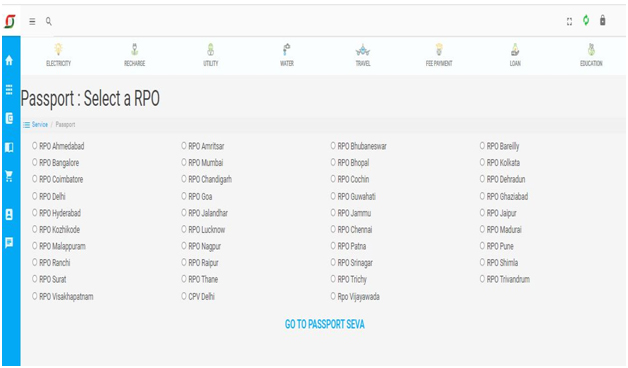 ELECTRICITY RECHARGE UTILITY WATER TRAVEL FEE PAYMENT LOAN EDUCATION
Passport : Select a RPO
Service / Passport
RPO Ahmedabad RPO Amritsar RPO Bhubaneswar RPO Bareilly
RPO Bangalore RPO Mumbai RPO Bhopal RPO Kolkata
RPO Coimbatore RPO Chandigarh RPO Cochin RPO Dehradun
RPO Delhi RPO Goa RPO Guwahati RPO Ghaziabad
RPO Hyderabad RPO Jalandhar RPO Jammu RPO Jaipur
RPO Kozhikode RPO Lucknow RPO Chennai RPO Madurai
RPO Malappuram RPO Nagpur RPO Patna RPO Pune
RPO Ranchi RPO Raipur RPO Srinagar RPO Shimla
RPO Surat RPO Thane RPO Trichy RPO Trivandrum
RPO Visakhapatnam CPV Delhi Rpo Vijayawada
GO TO PASSPORT SEVA